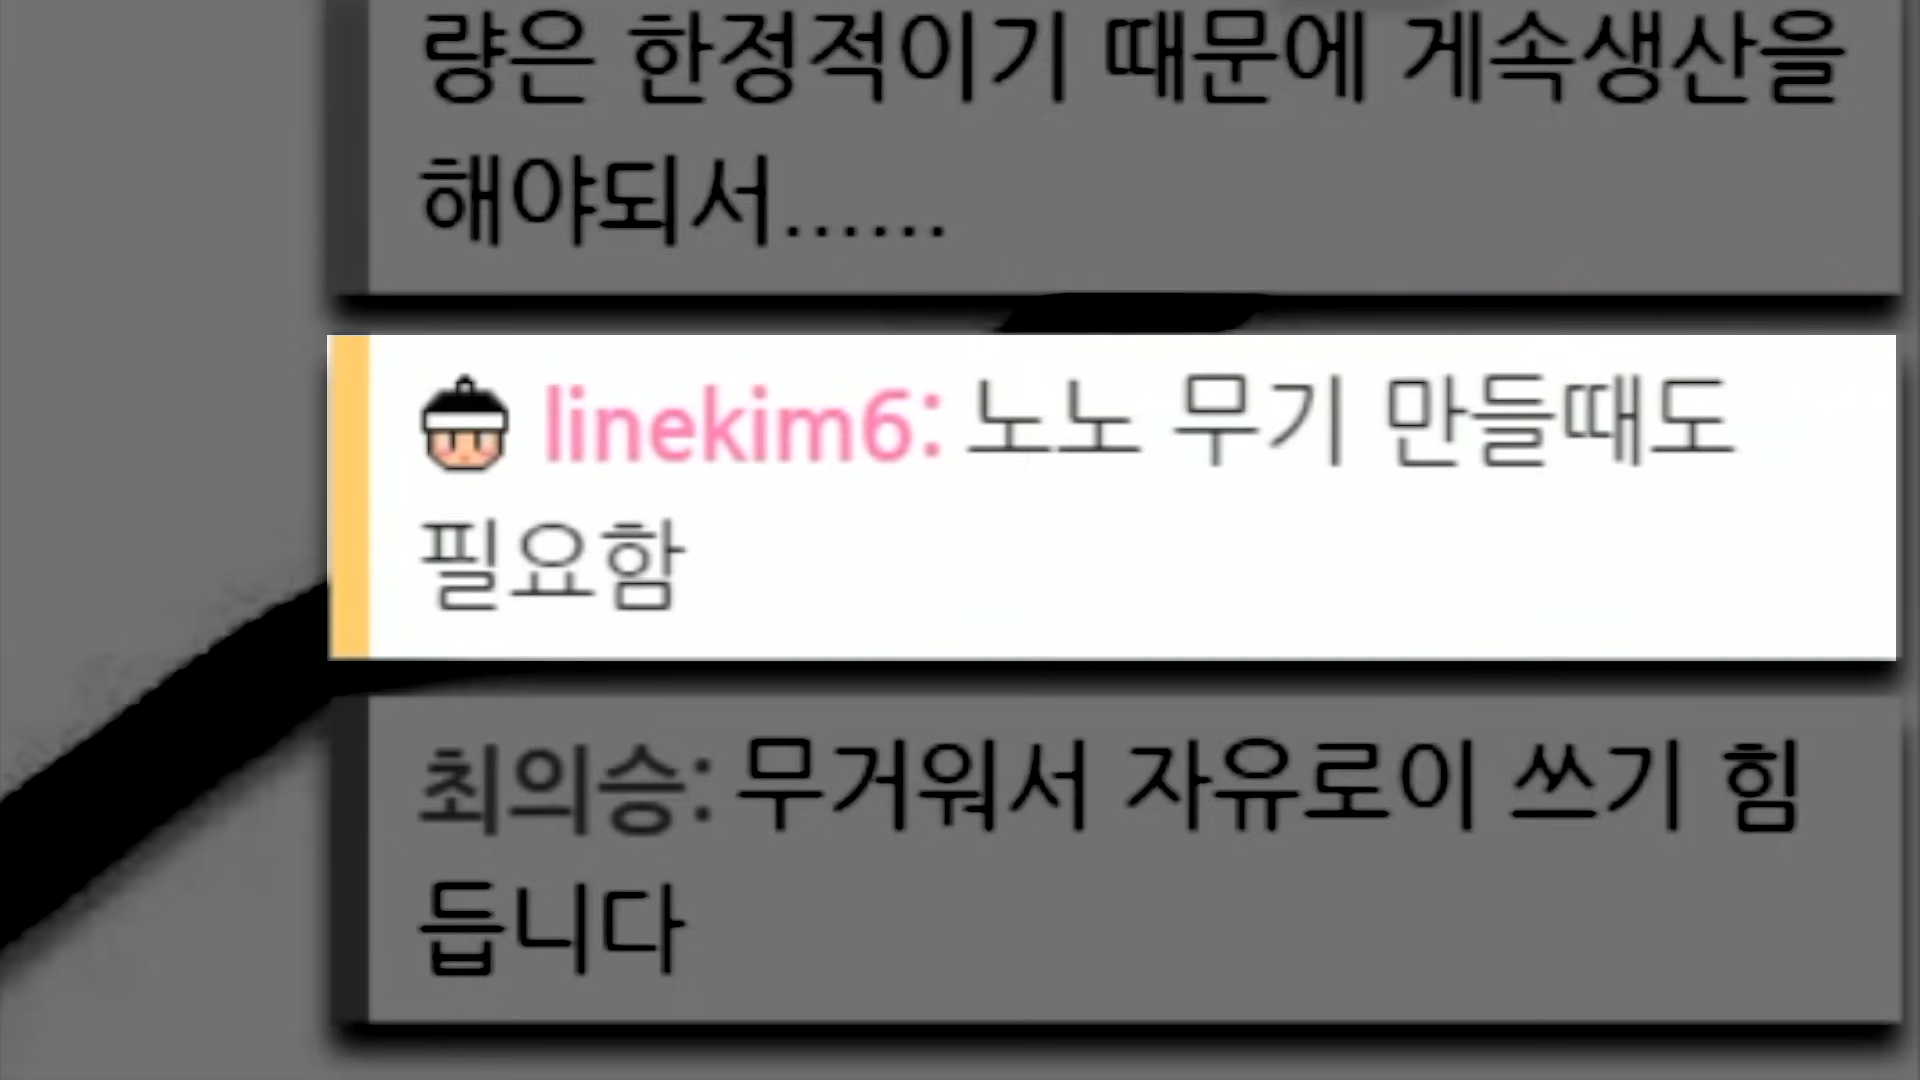 량은 한정적이기 때문에 게속생산을
해야되서......
linekim6: 노노 무기 만들때도
필요함
최의승: 무거워서 자유로이 쓰기 힘
듭니다